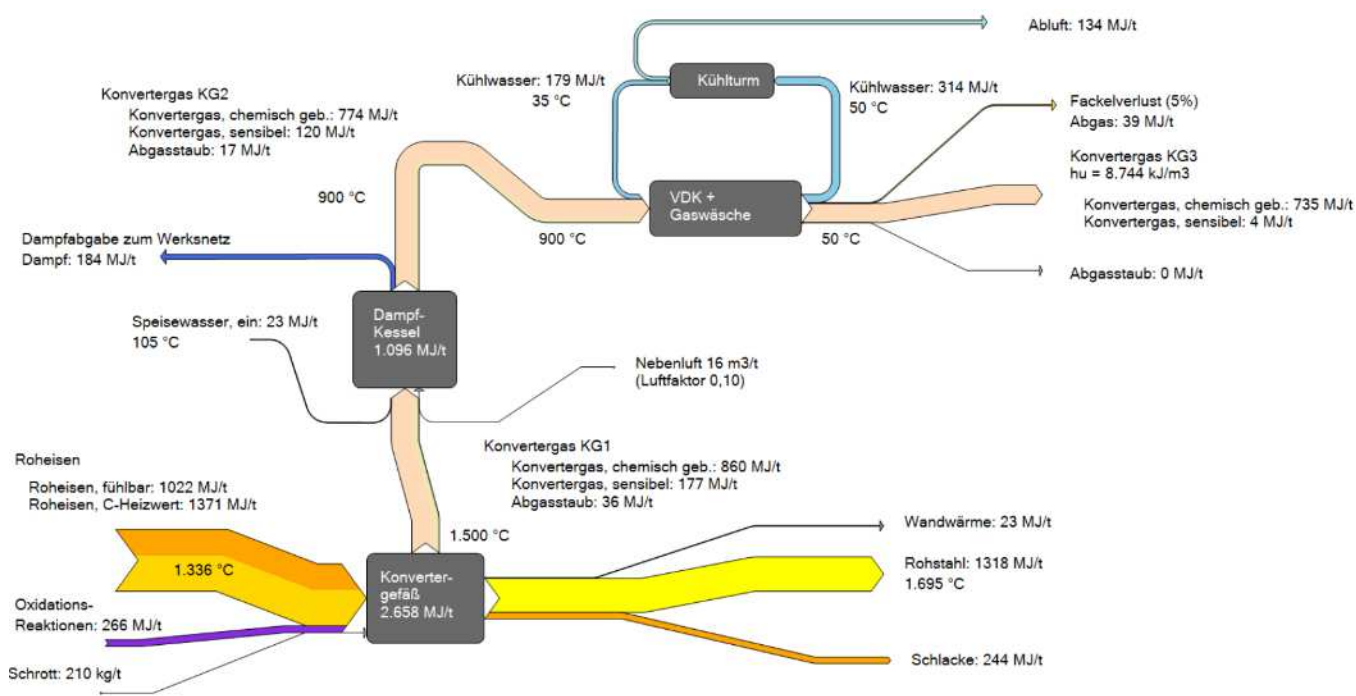 Abluft: 134 MJ/t
Kühlturm
Kühlwasser: 179 MJ/t
35 °C
Kühlwasser: 314 MJ/t
50 °C
Konvertergas KG2
Konvertergas, chemisch geb.: 774 MJ/t
Konvertergas, sensibel: 120 MJ/t
Abgasstaub: 17 MJ/t
Fackelverlust (5%)
Abgas: 39 MJ/t
Konvertergas KG3
hu = 8.744 kJ/m3
Konvertergas, chemisch geb.: 735 MJ/t
Konvertergas, sensibel: 4 MJ/t
900 °C
VDK +
Gaswäsche
900 °C
50 °C
Dampfabgabe zum Werksnetz
Dampf: 184 MJ/t
Abgasstaub: 0 MJ/t
Dampf-
Kessel
1.096 MJ/t
Speisewasser, ein: 23 MJ/t
105 °C
Nebenluft 16 m3/t
(Luftfaktor 0,10)
Konvertergas KG1
Konvertergas, chemisch geb.: 860 MJ/t
Konvertergas, sensibel: 177 MJ/t
Abgasstaub: 36 MJ/t
Roheisen
Roheisen, fühlbar: 1022 MJ/t
Roheisen, C-Heizwert: 1371 MJ/t
1.500 °C
Wandwärme: 23 MJ/t
1.336 °C
Konverter-
gefäß
2.658 MJ/t
Rohstahl: 1318 MJ/t
1.695 °C
Oxidations-
Reaktionen: 266 MJ/t
Schrott: 210 kg/t
Schlacke: 244 MJ/t